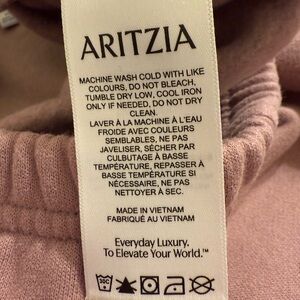 ARITZIA
MACHINE WASH COLD WITH LIKE
COLOURS, DO NOT BLEACH,
TUMBLE DRY LOW, COOL IRON
ONLY IF NEEDED, DO NOT DRY
CLEAN.
LAVER À LA MACHINE À L'EAU
FROIDE AVEC COULEURS
SEMBLABLES, NE PAS
JAVELISER, SÉCHER PAR
CULBUTAGE À BASSE
TEMPÉRATURE, REPASSER À
BASSE TEMPÉRATURE SI
NÉCESSAIRE, NE PAS
NETTOYER À SEC.
MADE IN VIETNAM
FABRIQUÉ AU VIETNAM
Everyday Luxury.
To Elevate Your World.™
30C